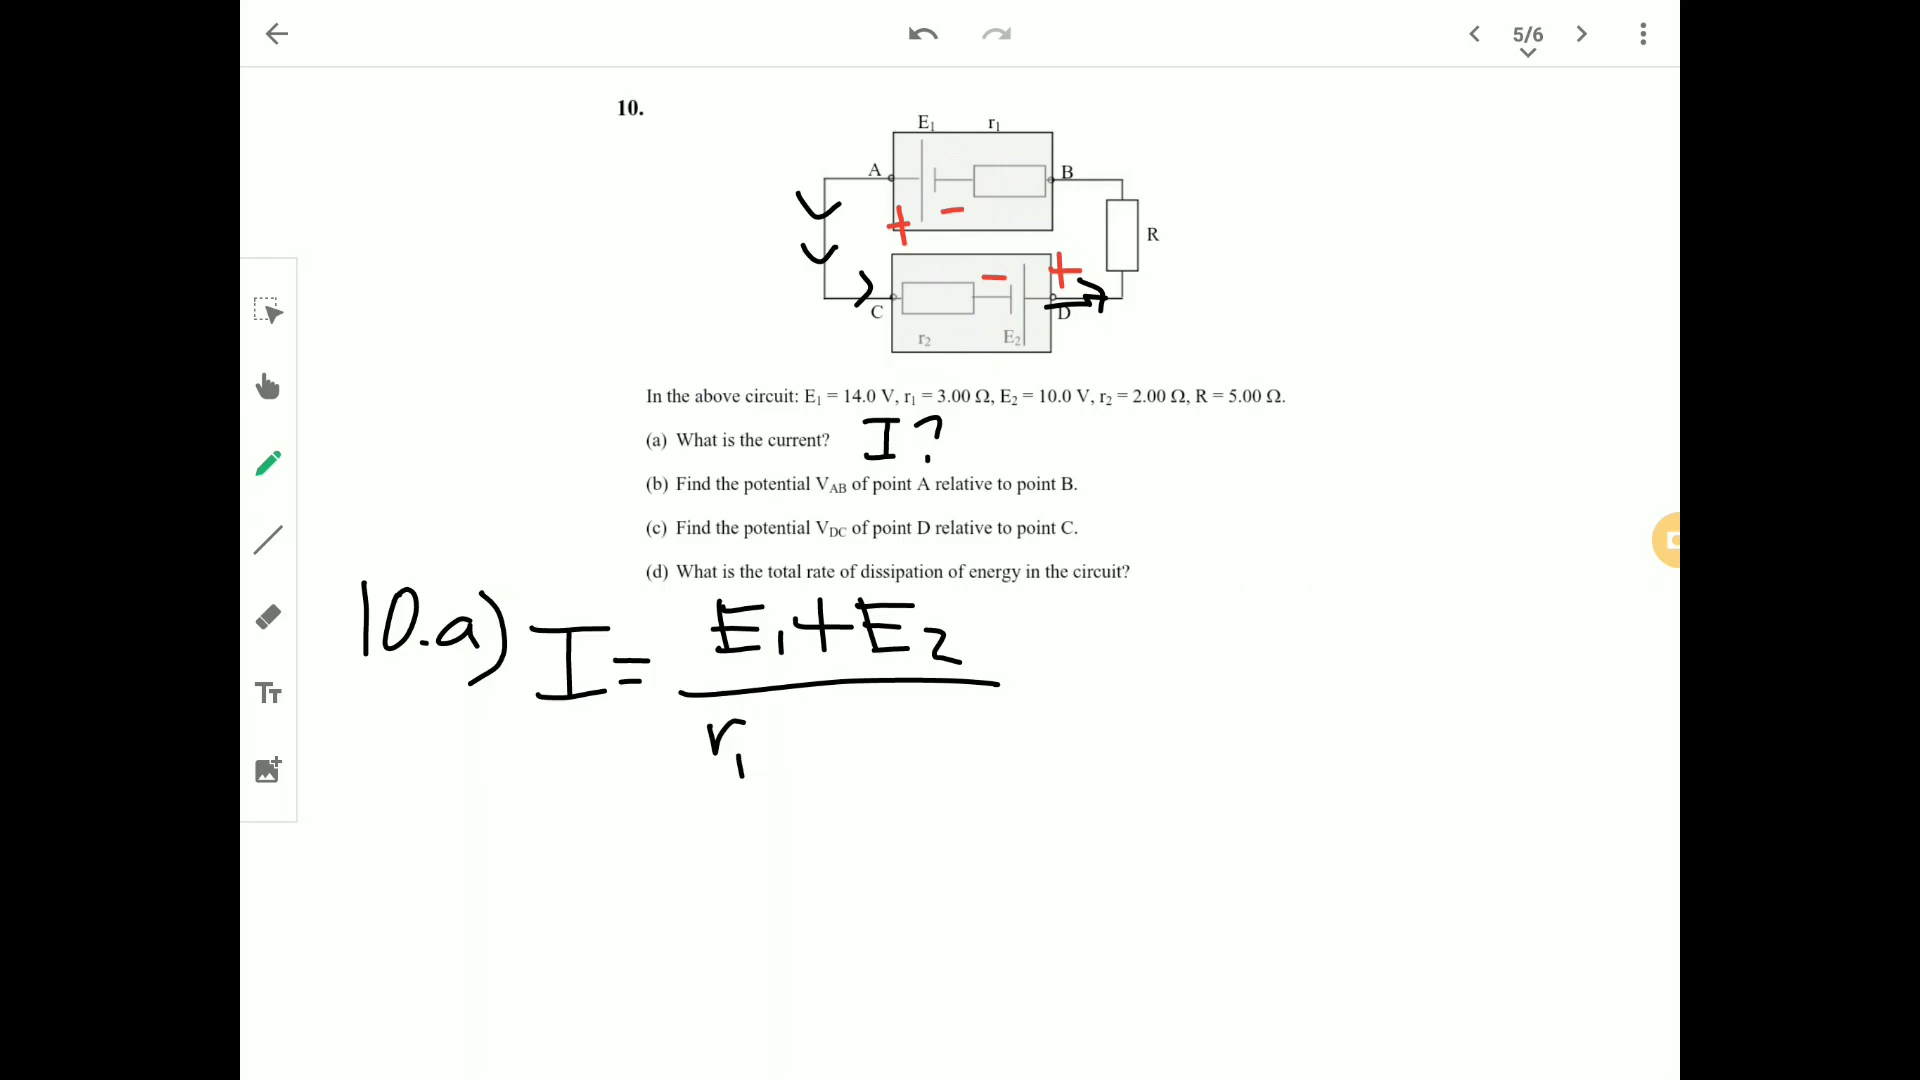 5/6
10.
E₁ r₁
A B
+ -
R
- +
C D
r₂ E₂
In the above circuit: E₁ = 14.0 V, r₁ = 3.00 Ω, E₂ = 10.0 V, r₂ = 2.00 Ω, R = 5.00 Ω.
(a) What is the current? I?
(b) Find the potential V_AB of point A relative to point B.
(c) Find the potential V_DC of point D relative to point C.
(d) What is the total rate of dissipation of energy in the circuit?
10.a) I = E₁+E₂
r₁
Tт